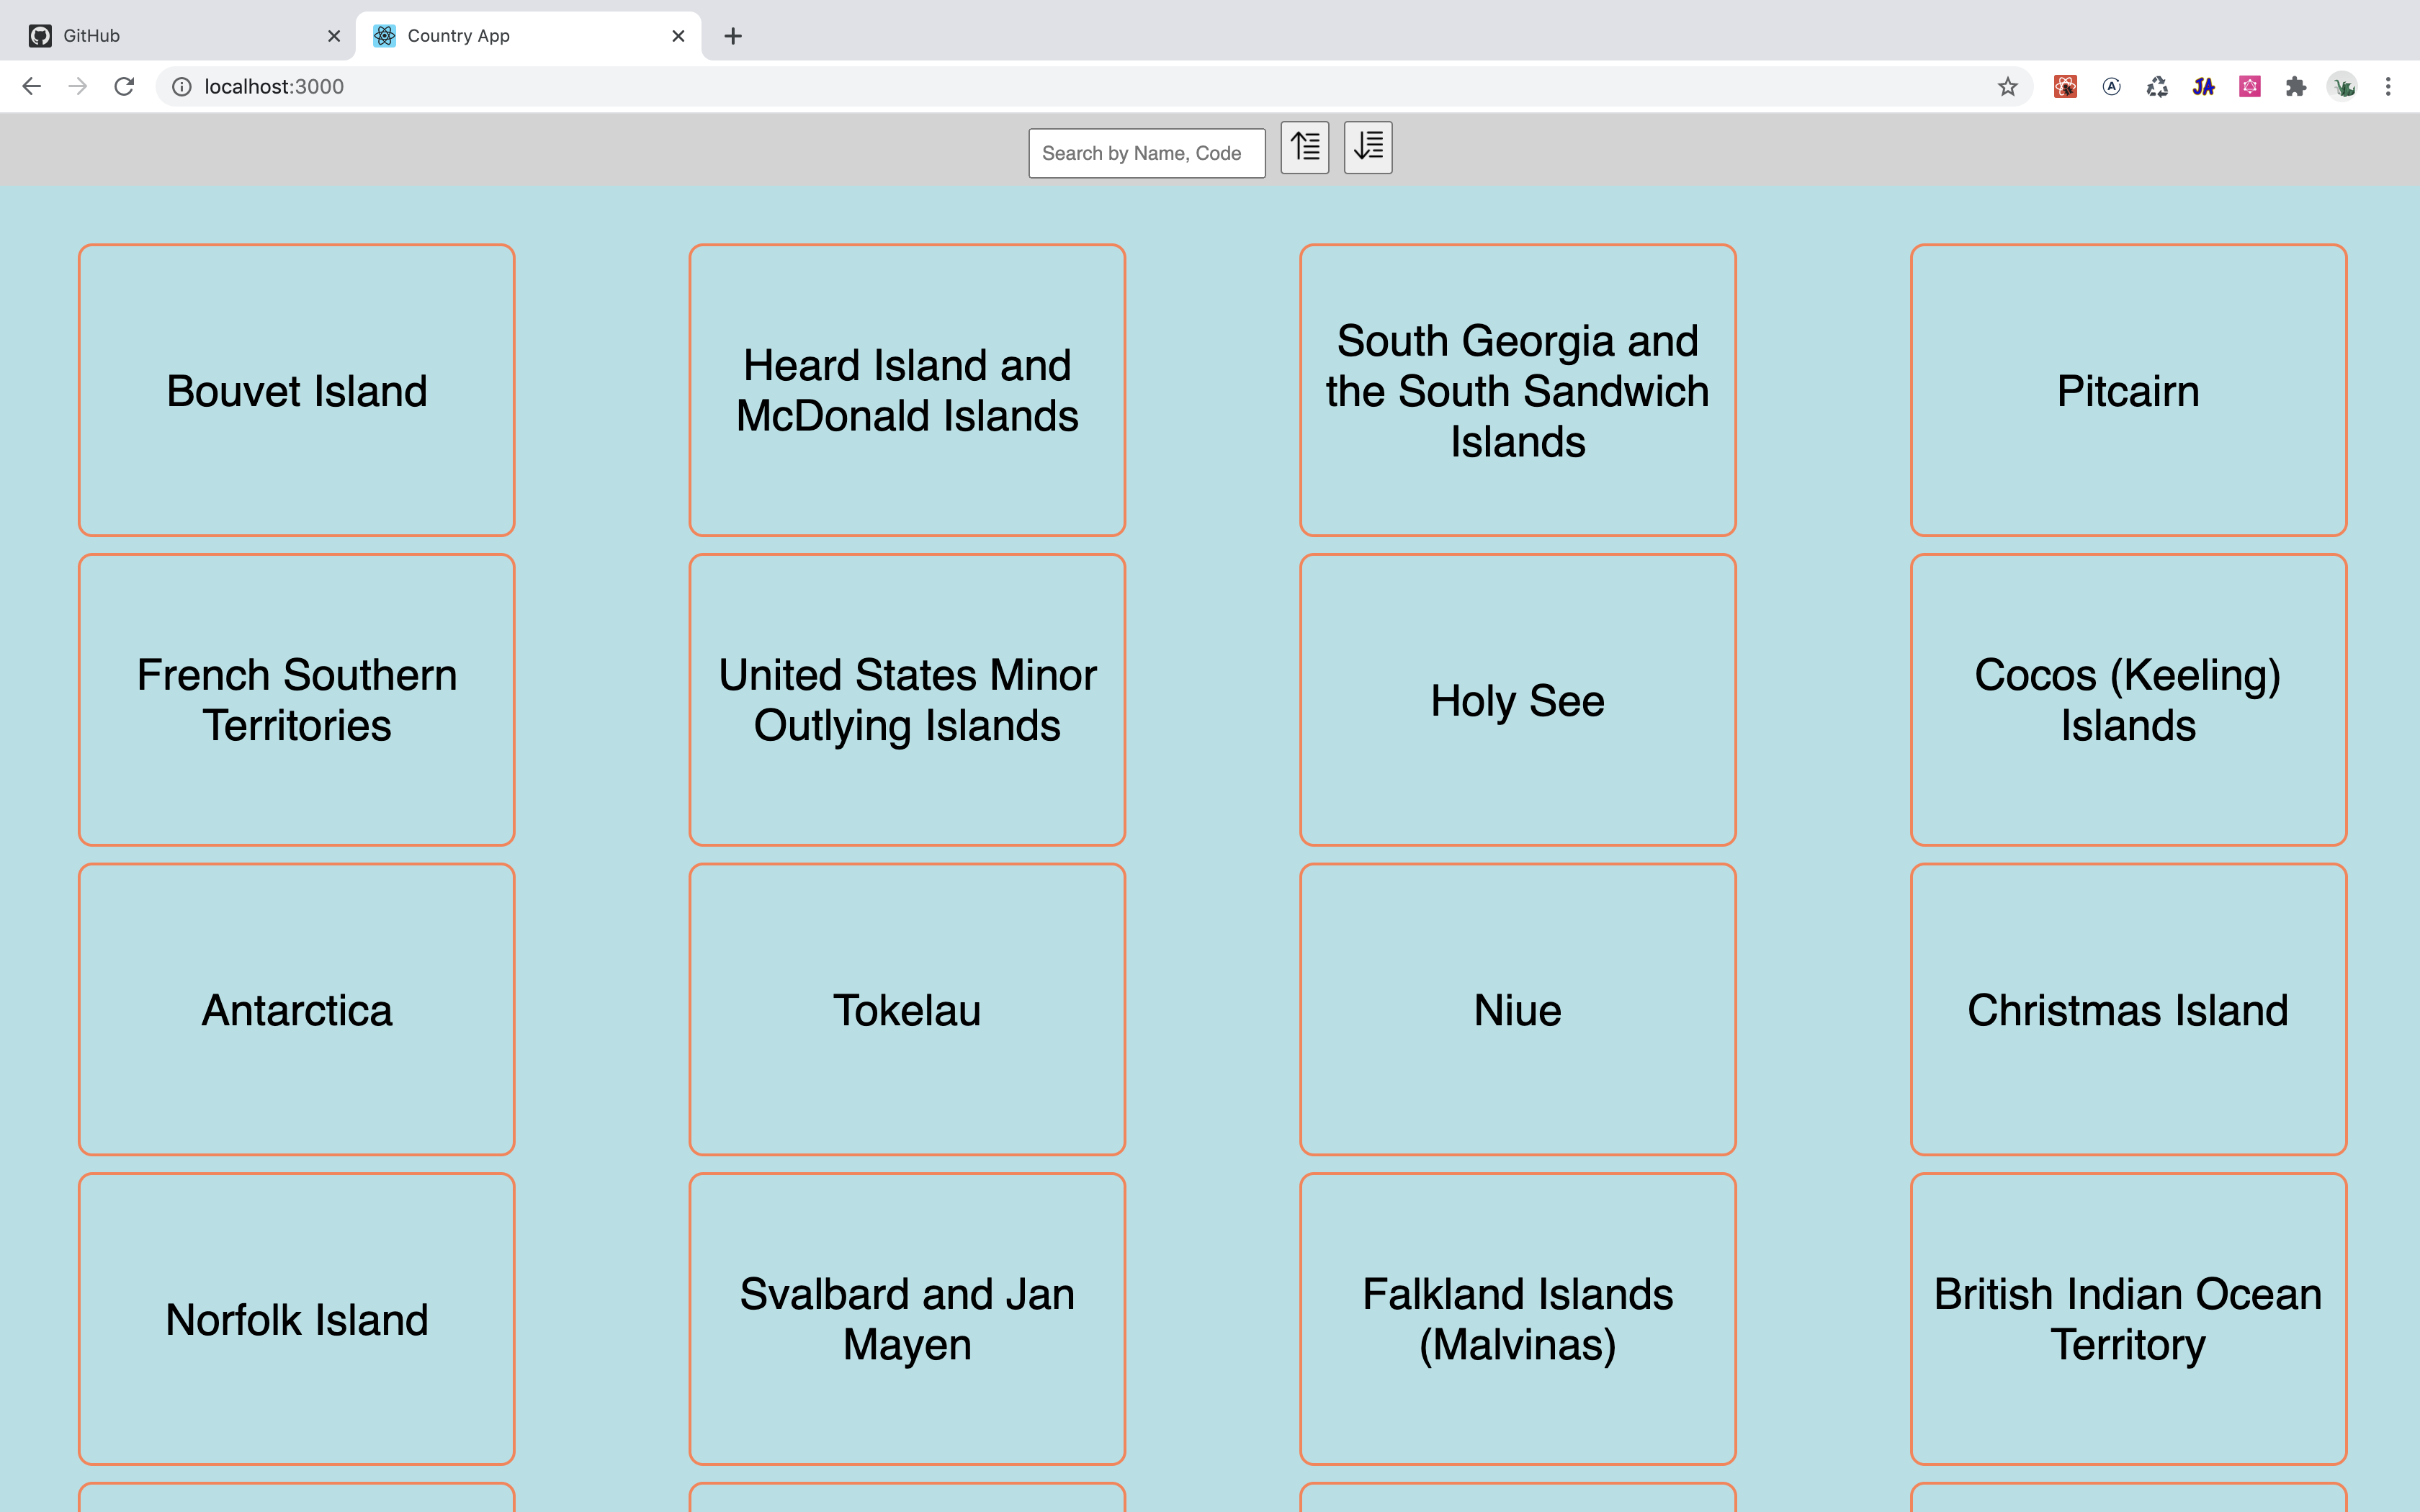 GitHub
Country App
localhost:3000
JA
Search by Name, Code
Bouvet Island
Heard Island and
McDonald Islands
South Georgia and
the South Sandwich
Islands
Pitcairn
French Southern
Territories
United States Minor
Outlying Islands
Holy See
Cocos (Keeling)
Islands
Antarctica
Tokelau
Niue
Christmas Island
Norfolk Island
Svalbard and Jan
Mayen
Falkland Islands
(Malvinas)
British Indian Ocean
Territory